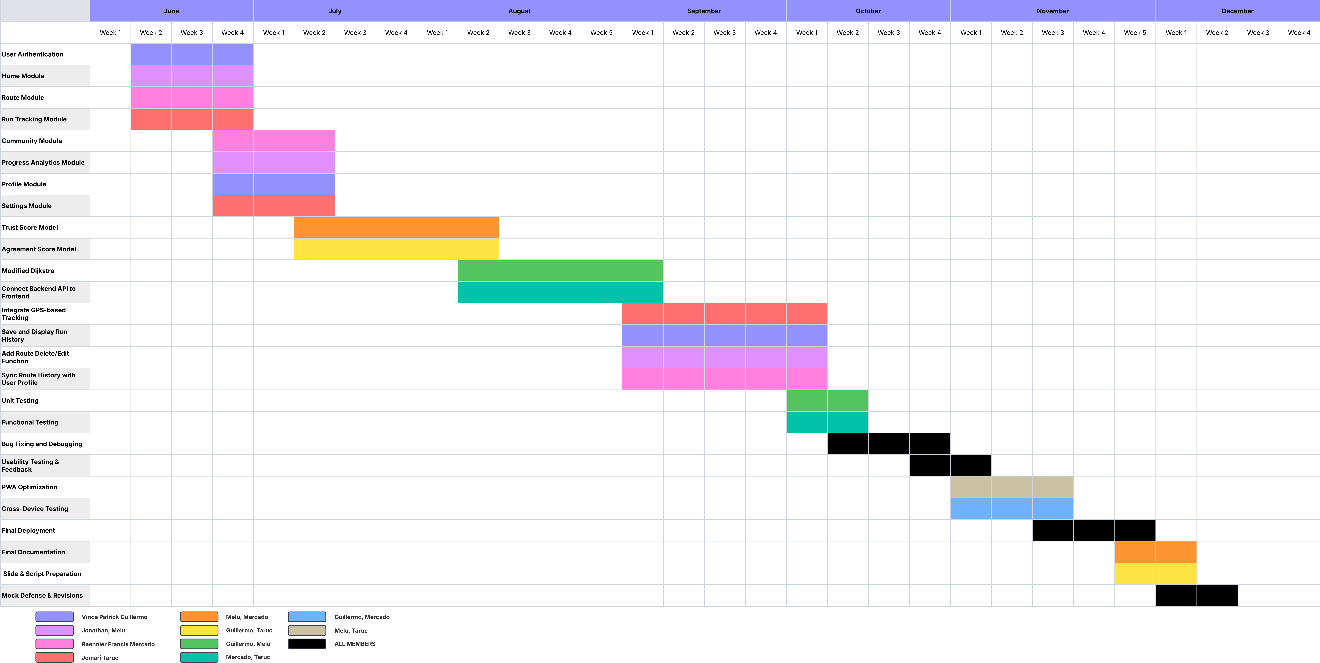 June July August September October November December
Week 1 Week 2 Week 3 Week 4 Week 1 Week 2 Week 3 Week 4 Week 1 Week 2 Week 3 Week 4 Week 5 Week 1 Week 2 Week 3 Week 4 Week 1 Week 2 Week 3 Week 4 Week 1 Week 2 Week 3 Week 4 Week 5 Week 1 Week 2 Week 3 Week 4
User Authentication
Home Module
Route Module
Run Tracking Module
Community Module
Progress Analytics Module
Profile Module
Settings Module
Trust Score Model
Agreement Score Model
Modified Dijkstra
Connect Backend API to
Frontend
Integrate GPS-based
Tracking
Save and Display Run
History
Add Route Delete/Edit
Function
Sync Route History with
User Profile
Unit Testing
Functional Testing
Bug Fixing and Debugging
Usability Testing &
Feedback
PWA Optimization
Cross-Device Testing
Final Deployment
Final Documentation
Slide & Script Preparation
Mock Defense & Revisions
Vince Patrick Guillermo
Jonathan, Melu
Raennier Francis Mercado
Jomari Taruc
Melu, Mercado
Guillermo, Taruc
Guillermo, Melu
Mercado, Taruc
Guillermo, Mercado
Melu, Taruc
ALL MEMBERS